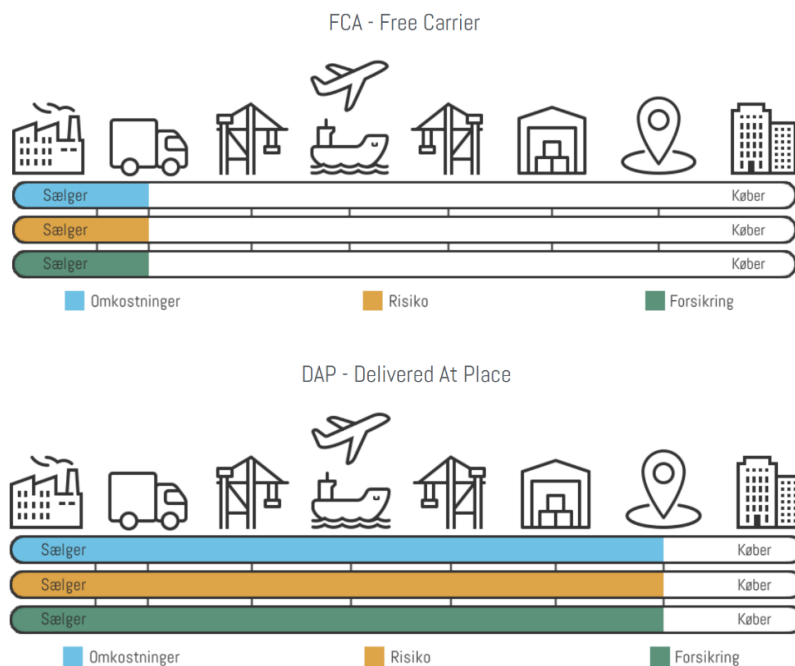 FCA - Free Carrier
Sælger Køber
Sælger Køber
Sælger Køber
Omkostninger Risiko Forsikring
DAP - Delivered At Place
Sælger Køber
Sælger Køber
Sælger Køber
Omkostninger Risiko Forsikring